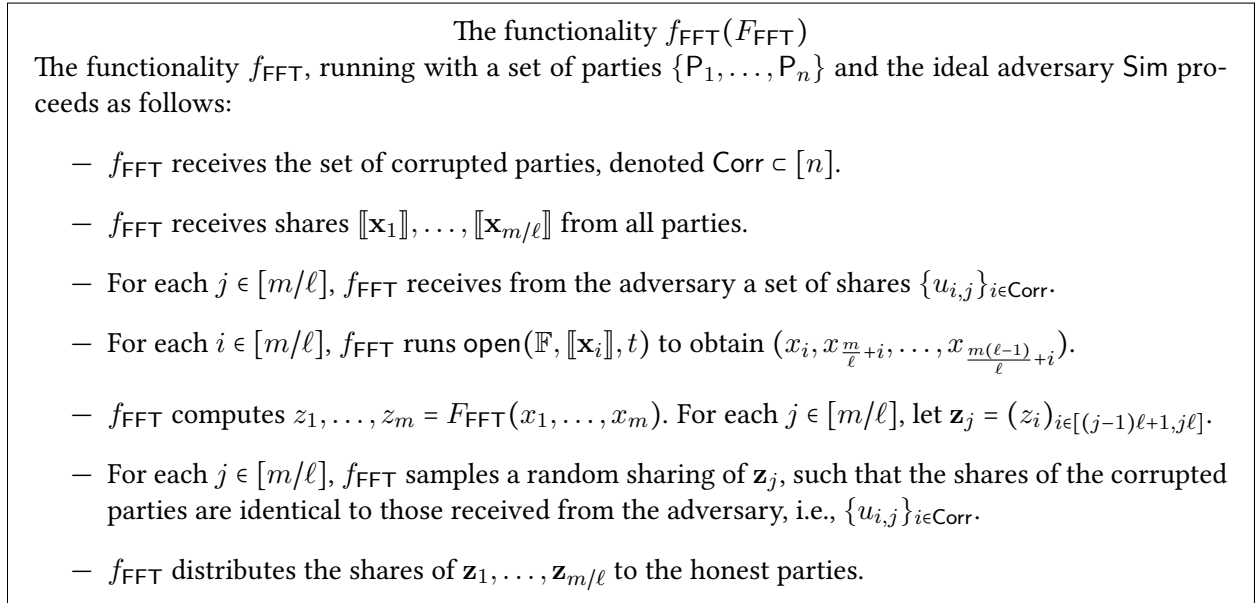 The functionality f_FFT(F_FFT)
The functionality f_FFT, running with a set of parties {P_1, . . . , P_n} and the ideal adversary Sim pro-
ceeds as follows:
– f_FFT receives the set of corrupted parties, denoted Corr ⊂ [n].
– f_FFT receives shares ⟦x_1⟧, . . . , ⟦x_{m/ℓ}⟧ from all parties.
– For each j ∈ [m/ℓ], f_FFT receives from the adversary a set of shares {u_{i,j}}_{i∈Corr}.
– For each i ∈ [m/ℓ], f_FFT runs open(𝔽, ⟦x_i⟧, t) to obtain (x_i, x_{m/ℓ+i}, . . . , x_{m(ℓ−1)/ℓ+i}).
– f_FFT computes z_1, . . . , z_m = F_FFT(x_1, . . . , x_m). For each j ∈ [m/ℓ], let z_j = (z_i)_{i∈[(j−1)ℓ+1,jℓ]}.
– For each j ∈ [m/ℓ], f_FFT samples a random sharing of z_j, such that the shares of the corrupted
parties are identical to those received from the adversary, i.e., {u_{i,j}}_{i∈Corr}.
– f_FFT distributes the shares of z_1, . . . , z_{m/ℓ} to the honest parties.